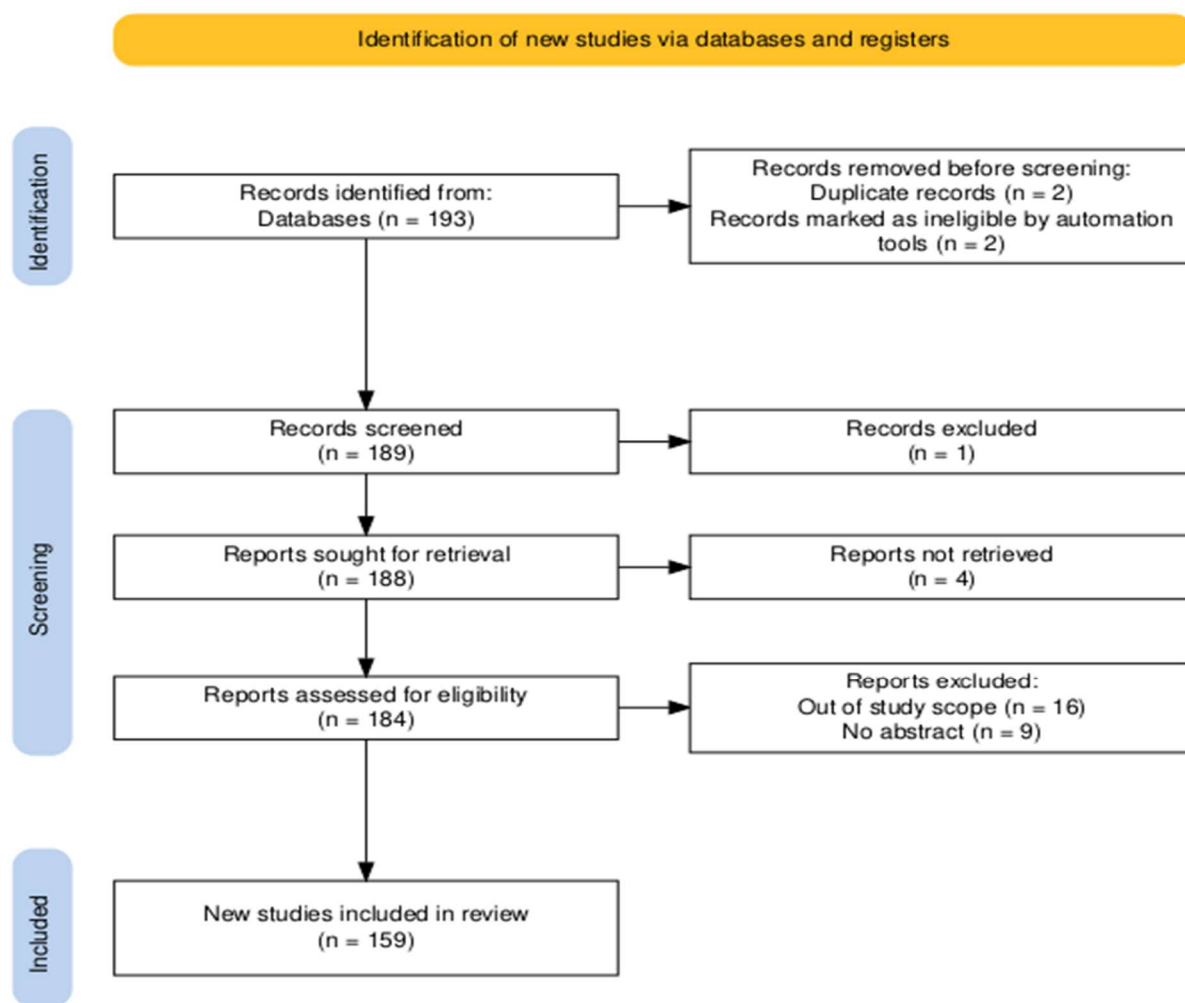 Identification of new studies via databases and registers
Identification
Records identified from:
Databases (n = 193)
Records removed before screening:
Duplicate records (n = 2)
Records marked as ineligible by automation
tools (n = 2)
Screening
Records screened
(n = 189)
Records excluded
(n = 1)
Reports sought for retrieval
(n = 188)
Reports not retrieved
(n = 4)
Reports assessed for eligibility
(n = 184)
Reports excluded:
Out of study scope (n = 16)
No abstract (n = 9)
Included
New studies included in review
(n = 159)